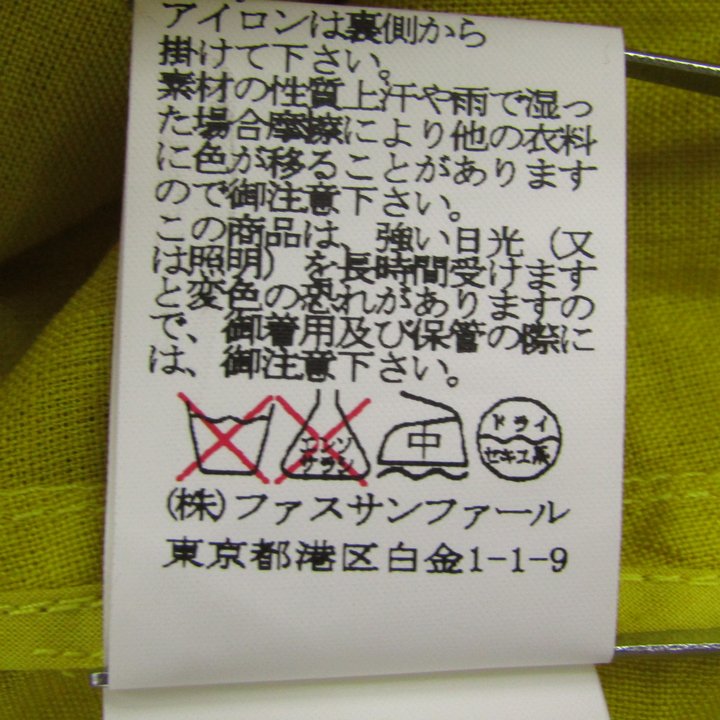 アイロンは裏側から
掛けて下さい。
素材の性質上汗や雨で湿っ
た場合摩擦により他の衣料
に色が移ることがあります
ので御注意下さい。
この商品は、強い日光（又
は照明）を長時間受けます
と変色の恐れがありますの
で、御着用及び保管の際に
は、御注意下さい。
エンソ
サラシ
中
ドライ
セキユ系
(株)ファスサンファール
東京都港区白金1-1-9